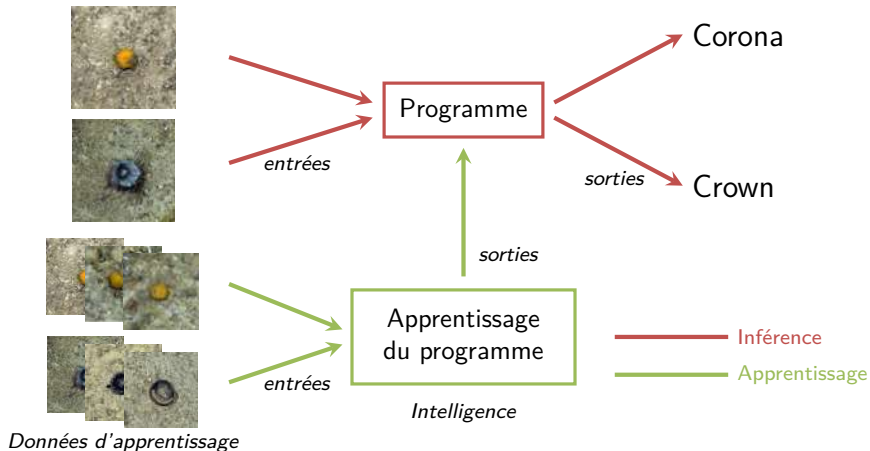 Corona
Programme
entrées
sorties
Crown
sorties
Apprentissage
du programme
Inférence
Apprentissage
entrées
Intelligence
Données d'apprentissage